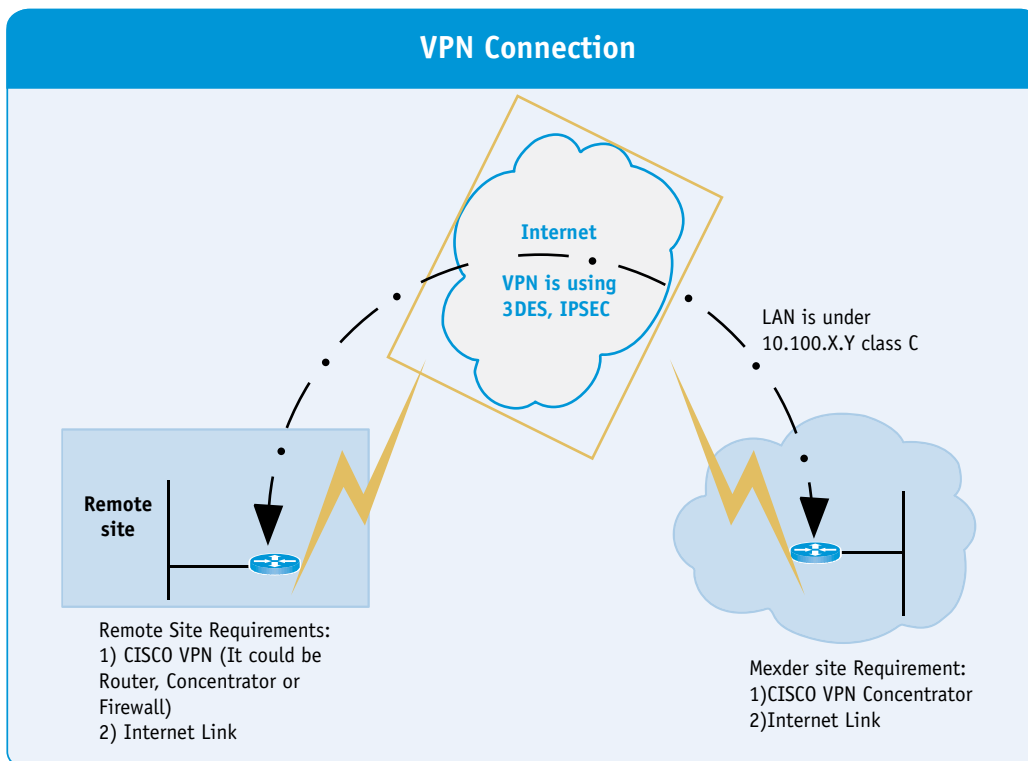 VPN Connection
Internet
VPN is using
3DES, IPSEC
LAN is under
10.100.X.Y class C
Remote
site
Remote Site Requirements:
1) CISCO VPN (It could be
Router, Concentrator or
Firewall)
2) Internet Link
Mexder site Requirement:
1)CISCO VPN Concentrator
2)Internet Link